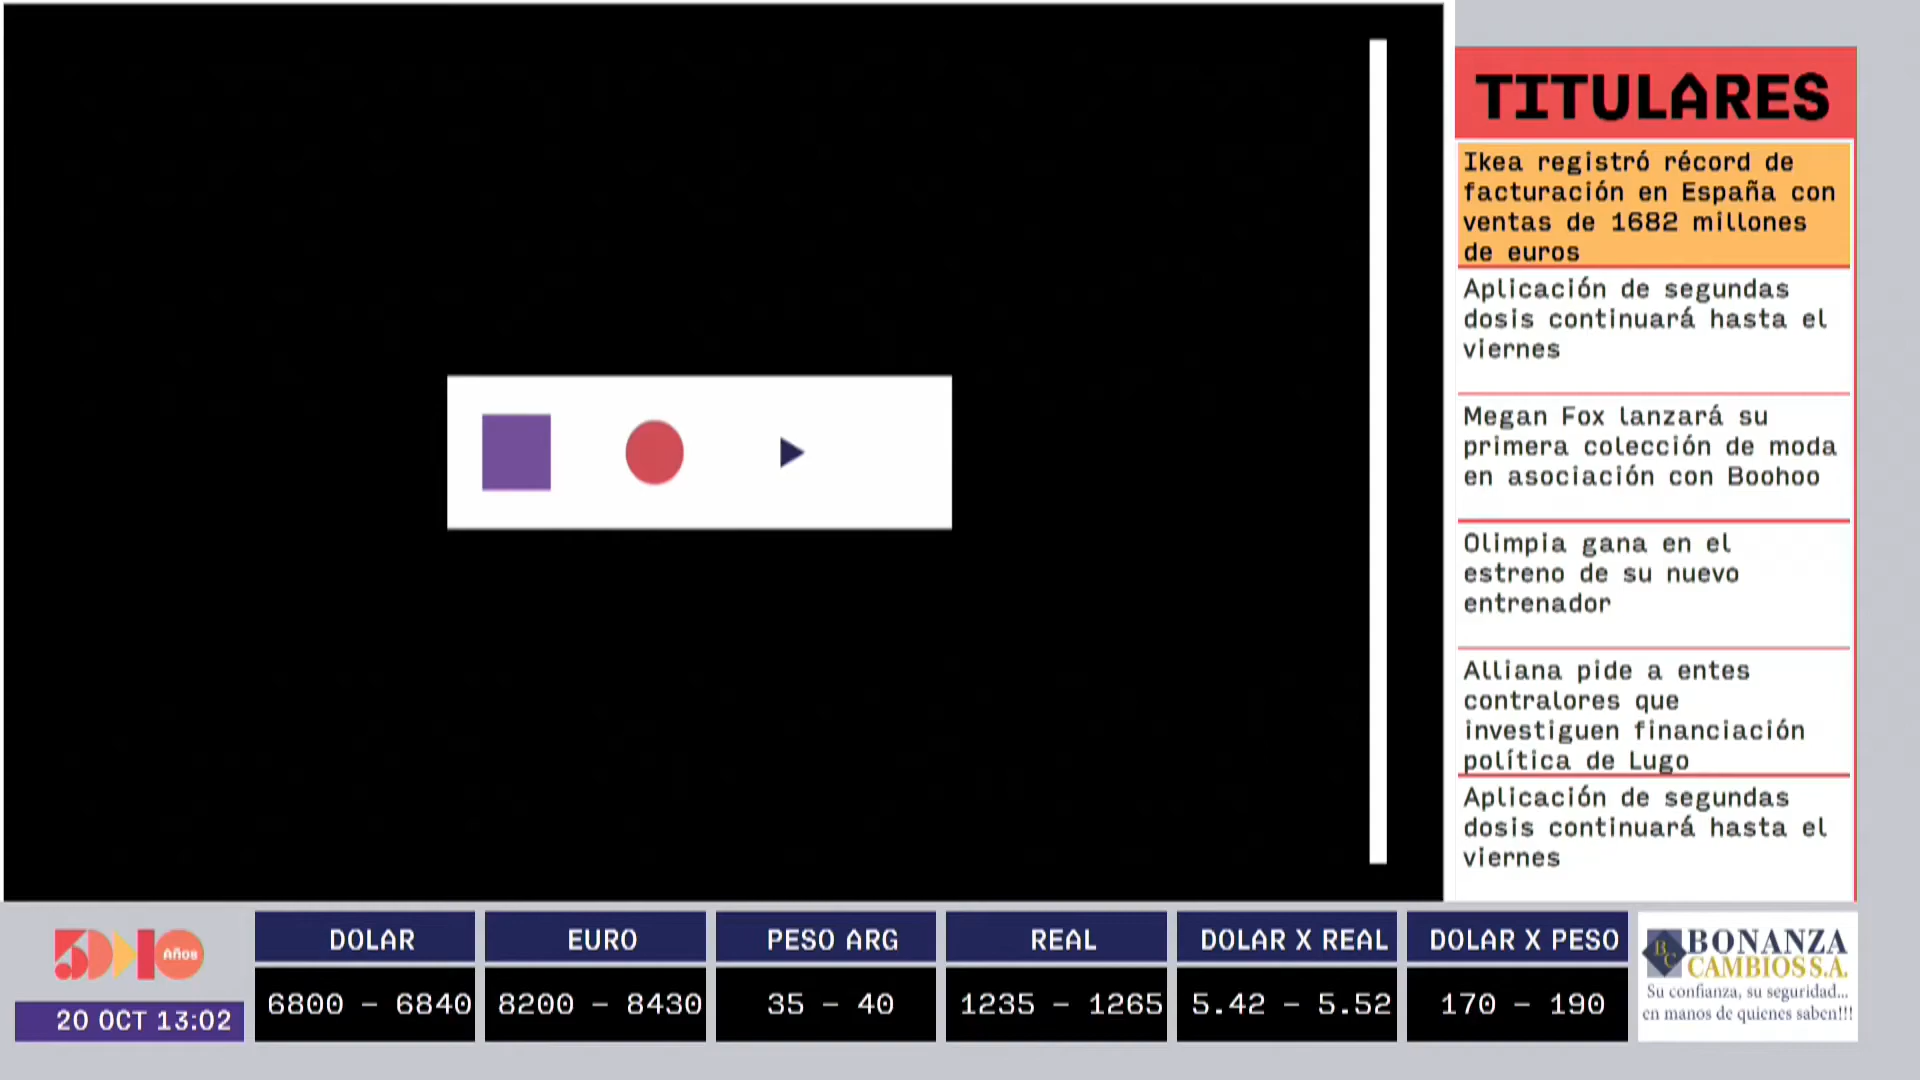 TITULARES
Ikea registró récord de
facturación en España con
ventas de 1682 millones
de euros
Aplicación de segundas
dosis continuará hasta el
viernes
Megan Fox lanzará su
primera colección de moda
en asociación con Boohoo
Olimpia gana en el
estreno de su nuevo
entrenador
Alliana pide a entes
contralores que
investiguen financiación
política de Lugo
Aplicación de segundas
dosis continuará hasta el
viernes
5D10 Años
20 OCT 13:02
DOLAR
6800 - 6840
EURO
8200 - 8430
PESO ARG
35 - 40
REAL
1235 - 1265
DOLAR X REAL
5.42 - 5.52
DOLAR X PESO
170 - 190
BC
BONANZA
CAMBIOS S.A.
Su confianza, su seguridad...
en manos de quienes saben!!!